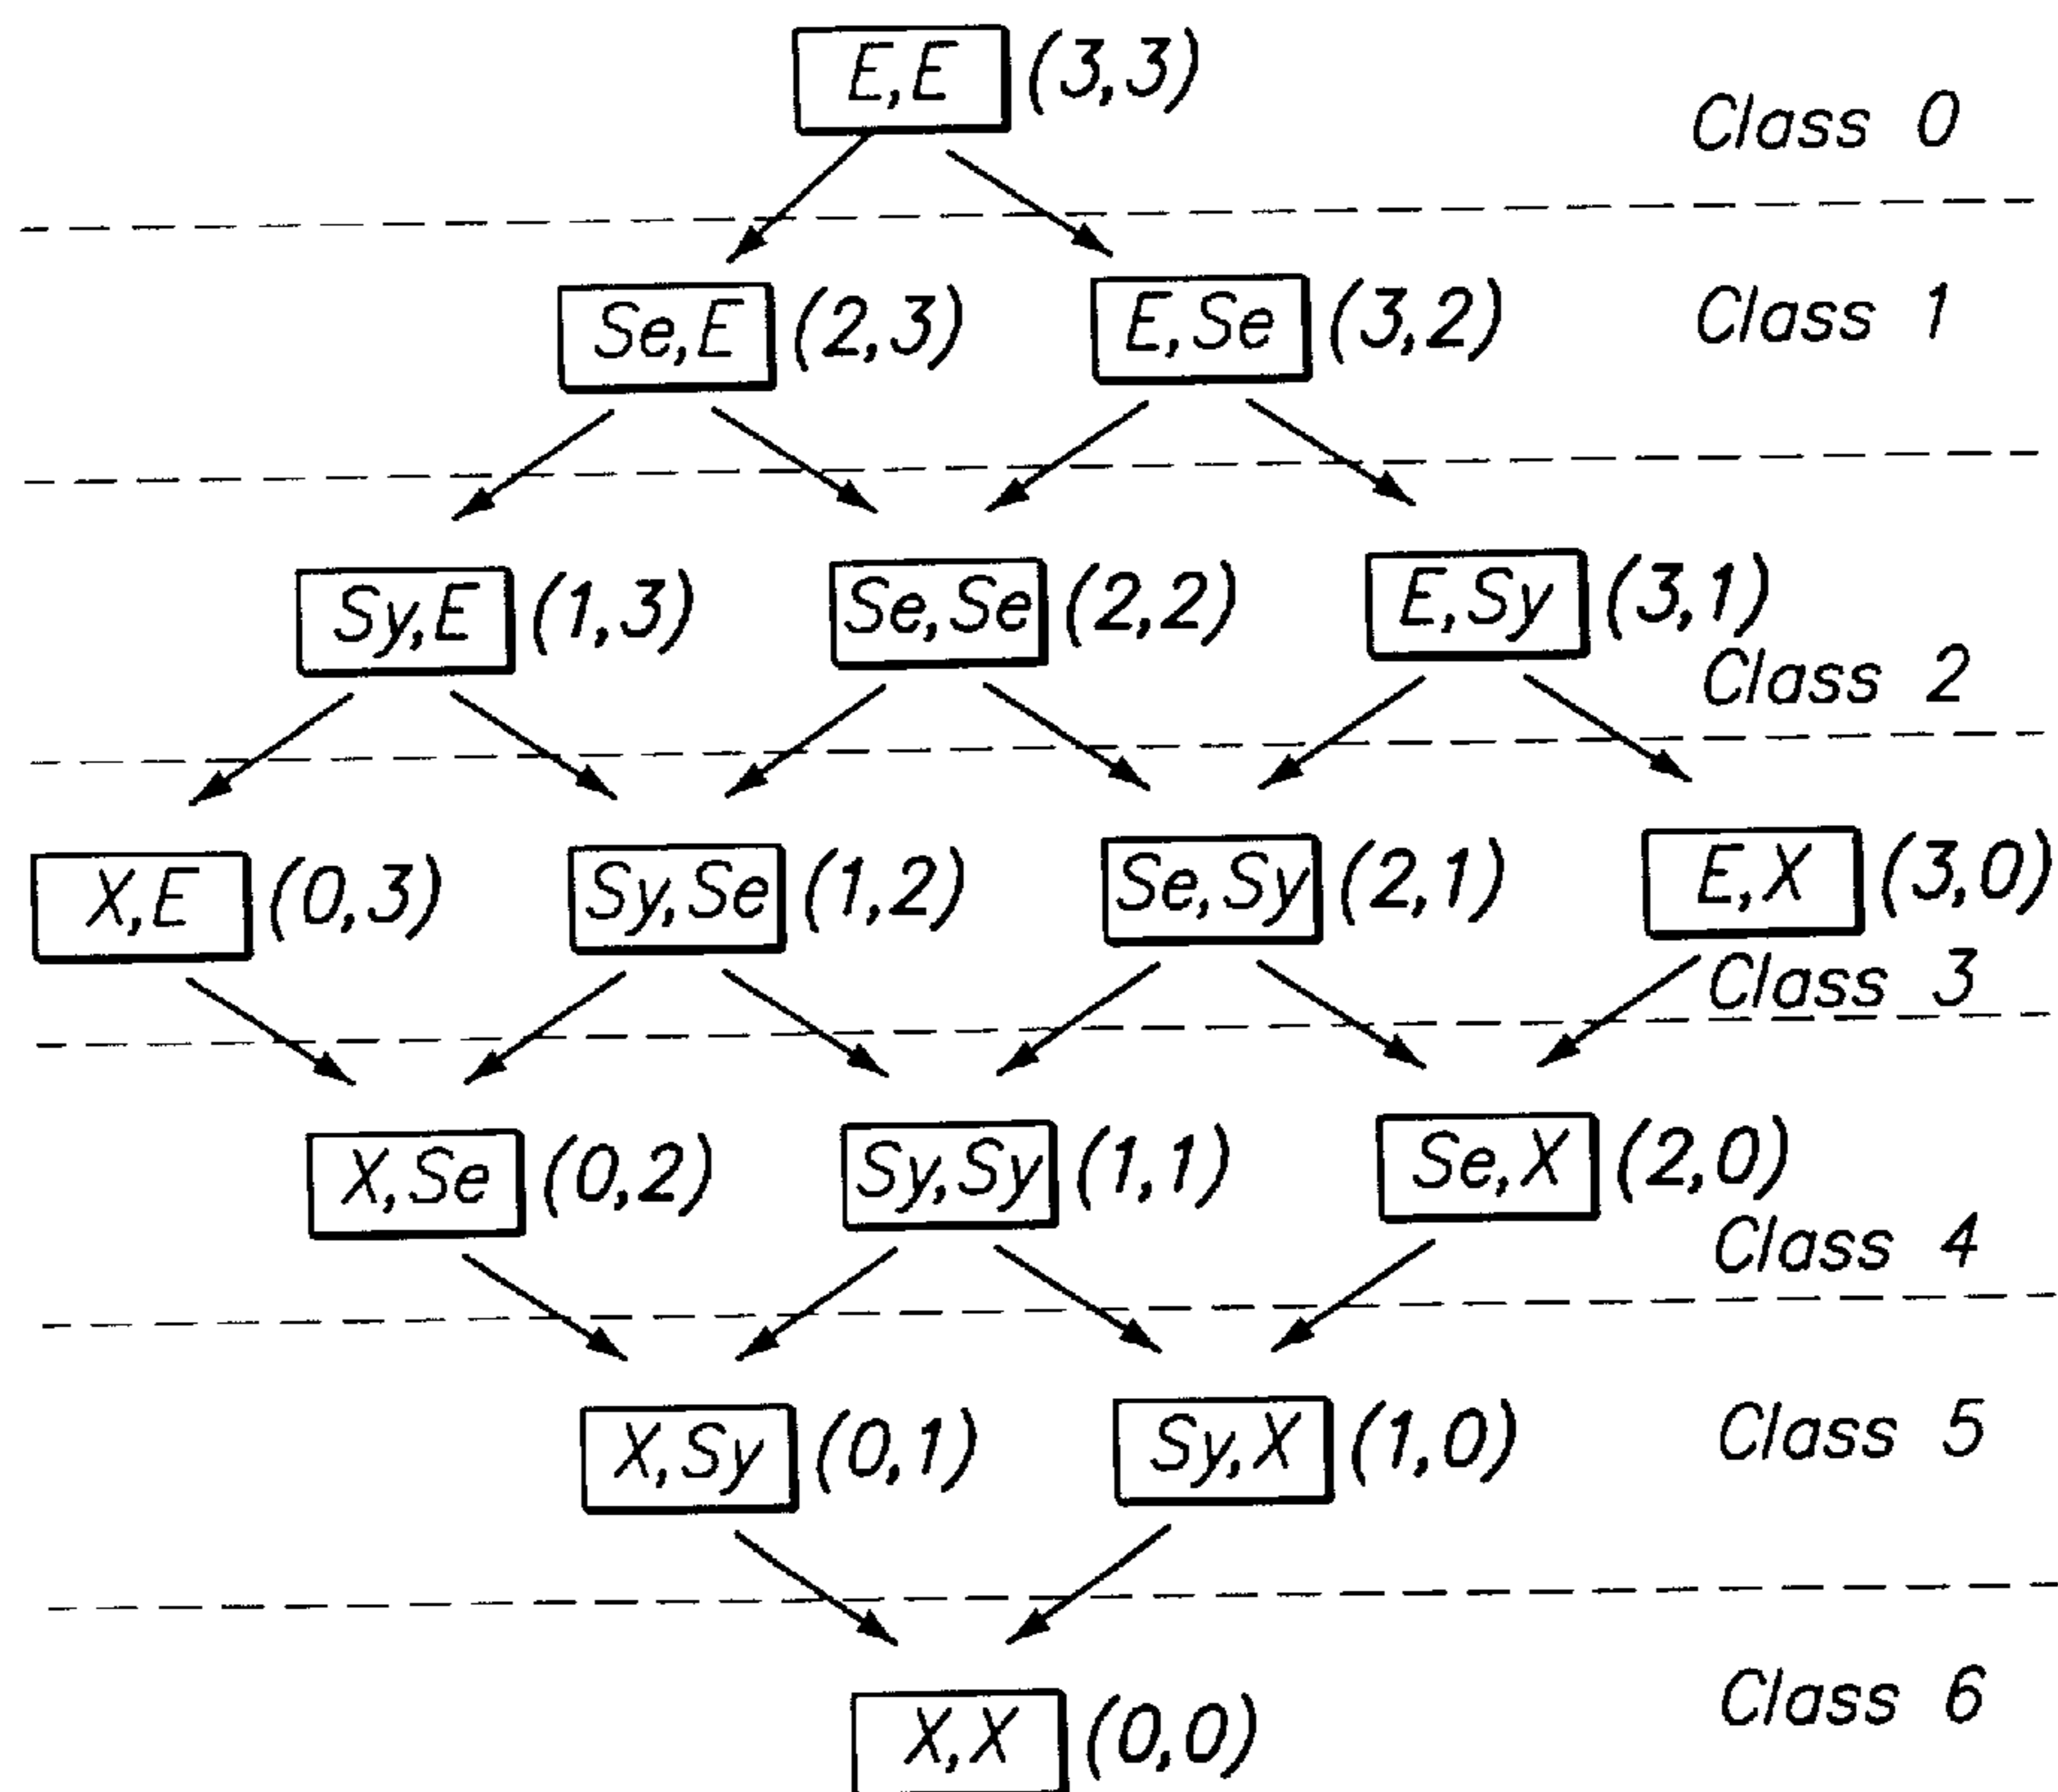 E,E (3,3)
Class 0
Se,E (2,3) E,Se (3,2) Class 1
Sy,E (1,3) Se,Se (2,2) E,Sy (3,1)
Class 2
X,E (0,3) Sy,Se (1,2) Se,Sy (2,1) E,X (3,0)
Class 3
X,Se (0,2) Sy,Sy (1,1) Se,X (2,0)
Class 4
X,Sy (0,1) Sy,X (1,0) Class 5
X,X (0,0) Class 6